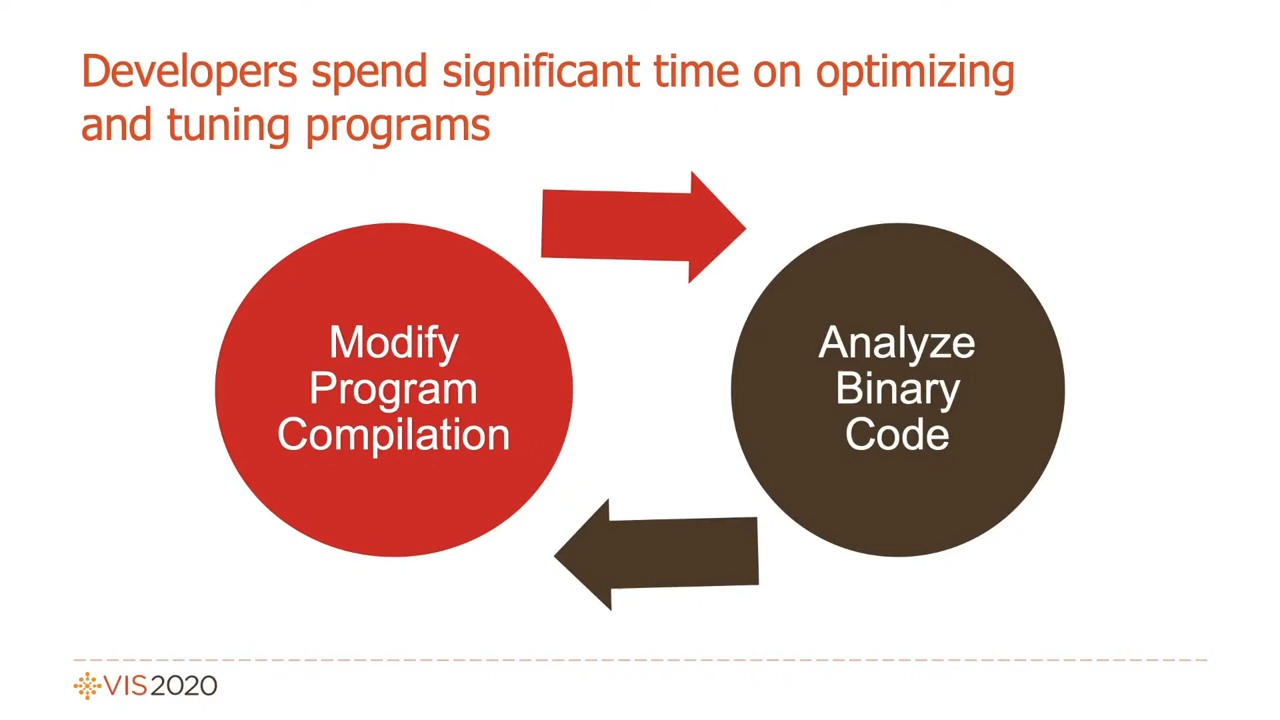 Developers spend significant time on optimizing
and tuning programs
Modify
Program
Compilation
Analyze
Binary
Code
VIS2020